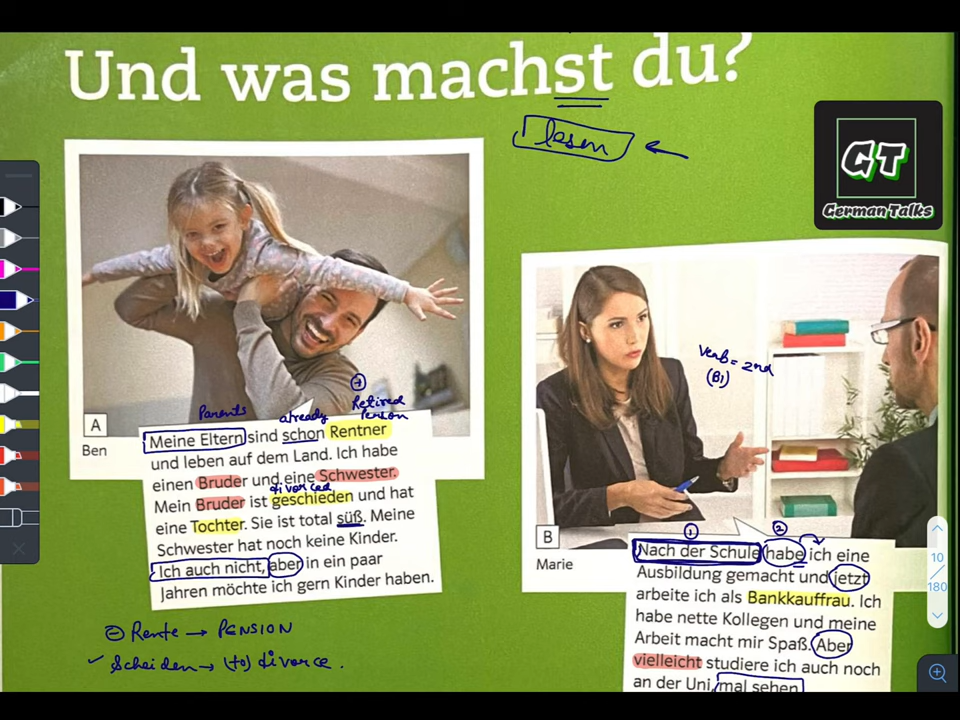 Und was machst du?
lesen
GT
German Talks
Verb = 2nd
(B1)
Retired
Parents
already
Person
A
Ben
Meine Eltern sind schon Rentner
und leben auf dem Land. Ich habe
einen Bruder und eine Schwester.
divorced
Mein Bruder ist geschieden und hat
eine Tochter. Sie ist total süß. Meine
Schwester hat noch keine Kinder.
Ich auch nicht, aber in ein paar
Jahren möchte ich gern Kinder haben.
Rente → PENSION
Scheiden → (to) divorce.
B
Marie
1 2
Nach der Schule habe ich eine
Ausbildung gemacht und jetzt
arbeite ich als Bankkauffrau. Ich
habe nette Kollegen und meine
Arbeit macht mir Spaß. Aber
vielleicht studiere ich auch noch
an der Uni, mal sehen
10
180